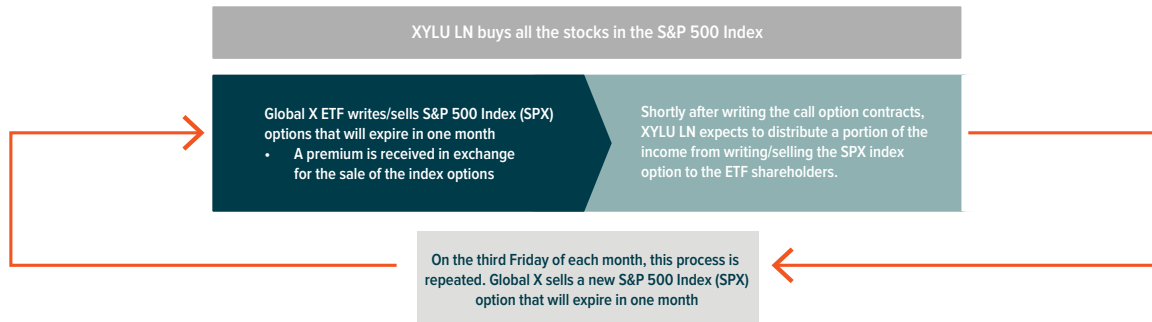 XYLU LN buys all the stocks in the S&P 500 Index
Global X ETF writes/sells S&P 500 Index (SPX)
options that will expire in one month
• A premium is received in exchange
for the sale of the index options
Shortly after writing the call option contracts,
XYLU LN expects to distribute a portion of the
income from writing/selling the SPX index
option to the ETF shareholders.
On the third Friday of each month, this process is
repeated. Global X sells a new S&P 500 Index (SPX)
option that will expire in one month